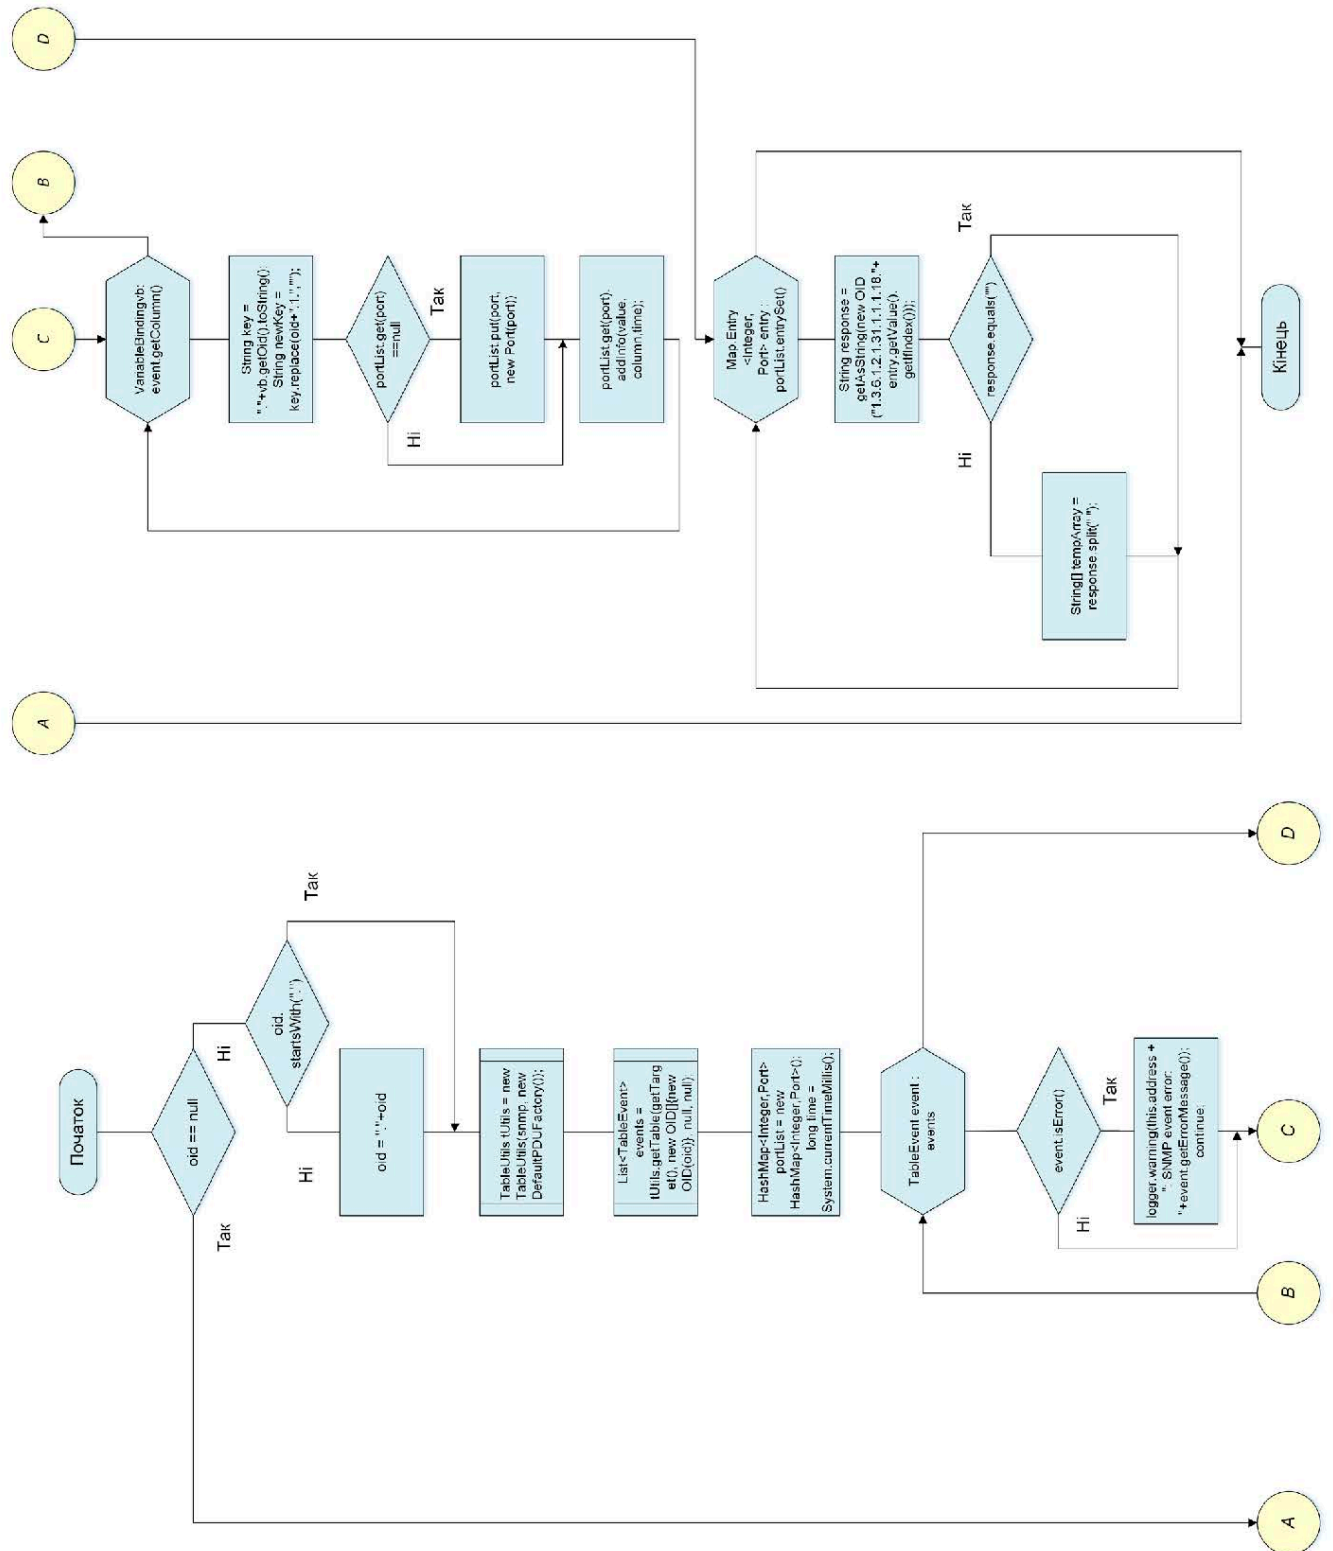 Початок
oid == null
Так
Ні
oid.
startsWith(".")
Так
Ні
oid = "."+oid
TableUtils tUtils = new
TableUtils(snmp, new
DefaultPDUFactory());
List<TableEvent>
events =
tUtils.getTable(getTarg
et(), new OID[]{new
OID(oid)}, null, null);
HashMap<Integer,Port>
portList = new
HashMap<Integer,Port>();
long time =
System.currentTimeMillis();
TableEvent event :
events
event.isError()
Ні
Так
logger.warning(this.address +
": SNMP event error:
"+event.getErrorMessage());
continue;
A
B
C
D
A
C
B
D
VariableBindingvb:
event.getColumn()
String key =
"."+vb.getOid().toString()
String newKey =
key.replace(oid+".1.","");
portList.get(port)
==null
Ні
Так
portList.put(port,
new Port(port))
portList.get(port).
addInfo(value,
column,time);
Map.Entry
<Integer,
Port> entry :
portList.entrySet()
String response =
getAsString(new OID
("1.3.6.1.2.1.31.1.1.1.18."+
entry.getValue().
getIfIndex()));
response.equals("")
Ні
Так
String[] tempArray =
response.split(" ");
Кінець